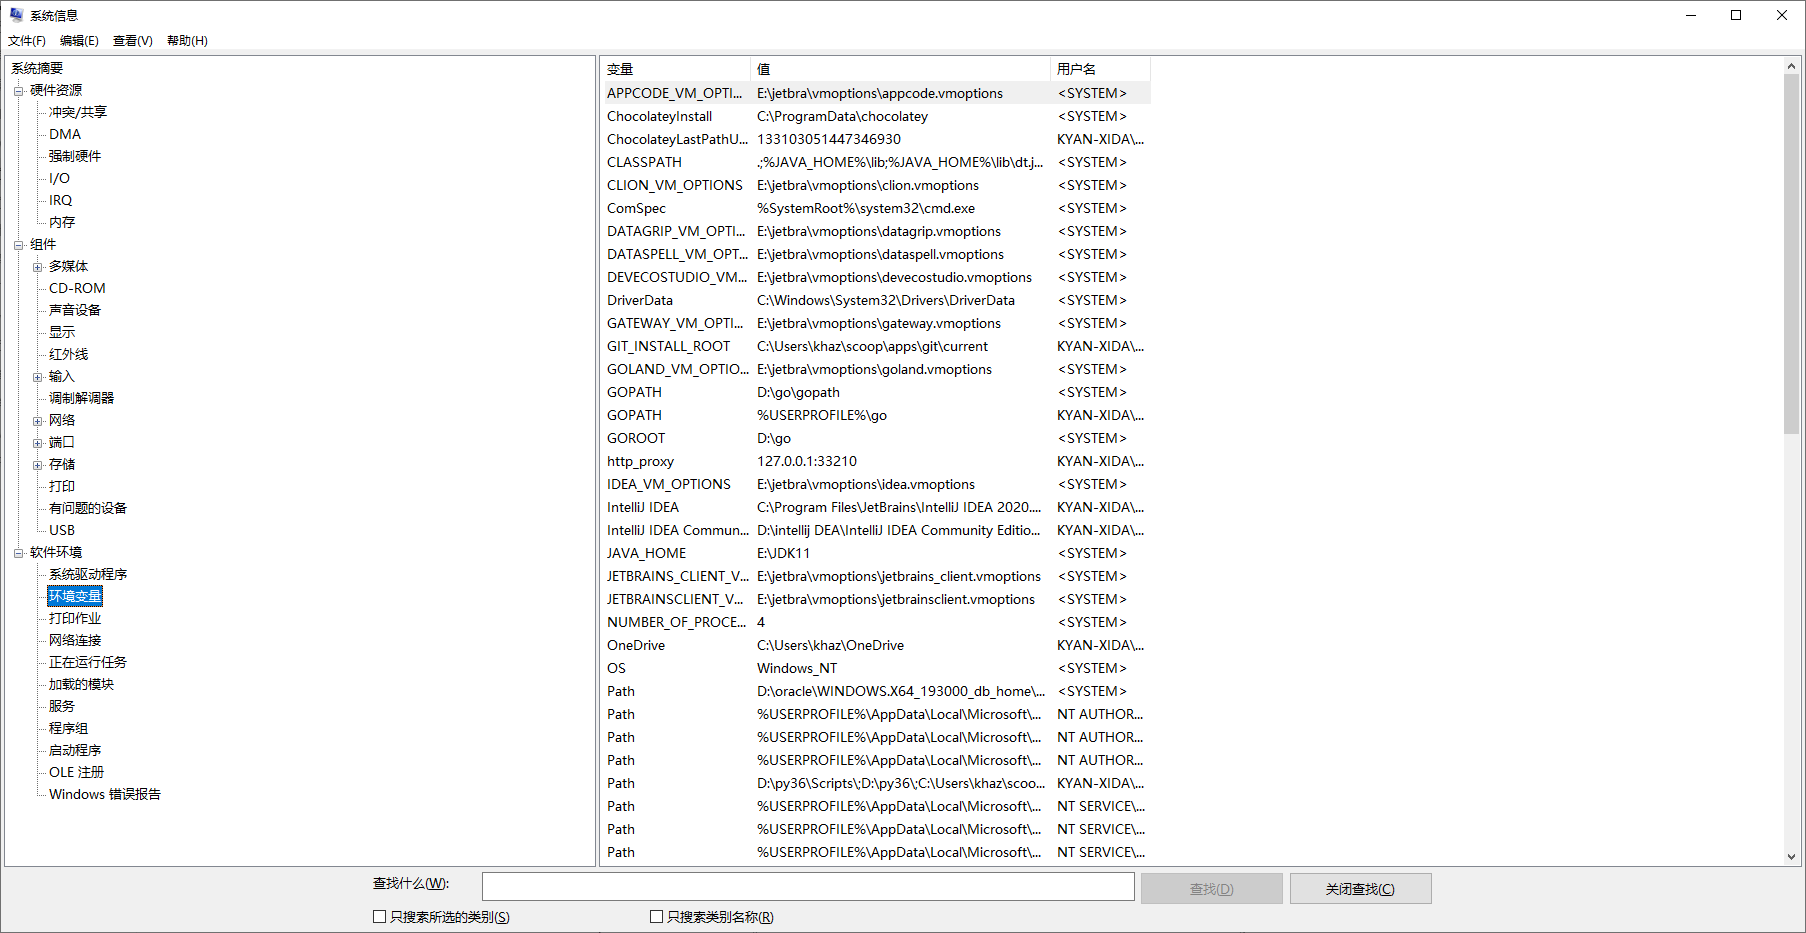 系统信息
文件(F) 编辑(E) 查看(V) 帮助(H)
系统摘要
硬件资源
冲突/共享
DMA
强制硬件
I/O
IRQ
内存
组件
多媒体
CD-ROM
声音设备
显示
红外线
输入
调制解调器
网络
端口
存储
打印
有问题的设备
USB
软件环境
系统驱动程序
环境变量
打印作业
网络连接
正在运行任务
加载的模块
服务
程序组
启动程序
OLE 注册
Windows 错误报告
变量 值 用户名
APPCODE_VM_OPTI... E:\jetbra\vmoptions\appcode.vmoptions <SYSTEM>
ChocolateyInstall C:\ProgramData\chocolatey <SYSTEM>
ChocolateyLastPathU... 133103051447346930 KYAN-XIDA\...
CLASSPATH .;%JAVA_HOME%\lib;%JAVA_HOME%\lib\dt.j... <SYSTEM>
CLION_VM_OPTIONS E:\jetbra\vmoptions\clion.vmoptions <SYSTEM>
ComSpec %SystemRoot%\system32\cmd.exe <SYSTEM>
DATAGRIP_VM_OPTI... E:\jetbra\vmoptions\datagrip.vmoptions <SYSTEM>
DATASPELL_VM_OPT... E:\jetbra\vmoptions\dataspell.vmoptions <SYSTEM>
DEVECOSTUDIO_VM... E:\jetbra\vmoptions\devecostudio.vmoptions <SYSTEM>
DriverData C:\Windows\System32\Drivers\DriverData <SYSTEM>
GATEWAY_VM_OPTI... E:\jetbra\vmoptions\gateway.vmoptions <SYSTEM>
GIT_INSTALL_ROOT C:\Users\khaz\scoop\apps\git\current KYAN-XIDA\...
GOLAND_VM_OPTIO... E:\jetbra\vmoptions\goland.vmoptions <SYSTEM>
GOPATH D:\go\gopath <SYSTEM>
GOPATH %USERPROFILE%\go KYAN-XIDA\...
GOROOT D:\go <SYSTEM>
http_proxy 127.0.0.1:33210 KYAN-XIDA\...
IDEA_VM_OPTIONS E:\jetbra\vmoptions\idea.vmoptions <SYSTEM>
IntelliJ IDEA C:\Program Files\JetBrains\IntelliJ IDEA 2020.... KYAN-XIDA\...
IntelliJ IDEA Commun... D:\intellij DEA\IntelliJ IDEA Community Editio... KYAN-XIDA\...
JAVA_HOME E:\JDK11 <SYSTEM>
JETBRAINS_CLIENT_V... E:\jetbra\vmoptions\jetbrains_client.vmoptions <SYSTEM>
JETBRAINSCLIENT_V... E:\jetbra\vmoptions\jetbrainsclient.vmoptions <SYSTEM>
NUMBER_OF_PROCE... 4 <SYSTEM>
OneDrive C:\Users\khaz\OneDrive KYAN-XIDA\...
OS Windows_NT <SYSTEM>
Path D:\oracle\WINDOWS.X64_193000_db_home\... <SYSTEM>
Path %USERPROFILE%\AppData\Local\Microsoft\... NT AUTHOR...
Path %USERPROFILE%\AppData\Local\Microsoft\... NT AUTHOR...
Path %USERPROFILE%\AppData\Local\Microsoft\... NT AUTHOR...
Path D:\py36\Scripts\;D:\py36\;C:\Users\khaz\scoo... KYAN-XIDA\...
Path %USERPROFILE%\AppData\Local\Microsoft\... NT SERVICE\...
Path %USERPROFILE%\AppData\Local\Microsoft\... NT SERVICE\...
Path %USERPROFILE%\AppData\Local\Microsoft\... NT SERVICE\...
查找什么(W): 查找(D) 关闭查找(C)
只搜索所选的类别(S) 只搜索类别名称(R)